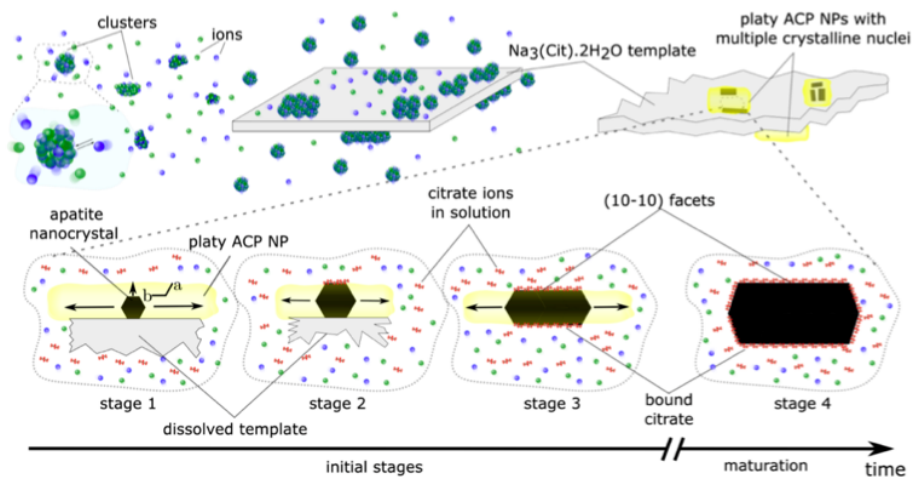 clusters
ions
Na3(Cit).2H2O template
platy ACP NPs with
multiple crystalline nuclei
apatite
nanocrystal
platy ACP NP
citrate ions
in solution
(10-10) facets
b
a
stage 1
stage 2
stage 3
stage 4
dissolved template
bound
citrate
initial stages
maturation
time